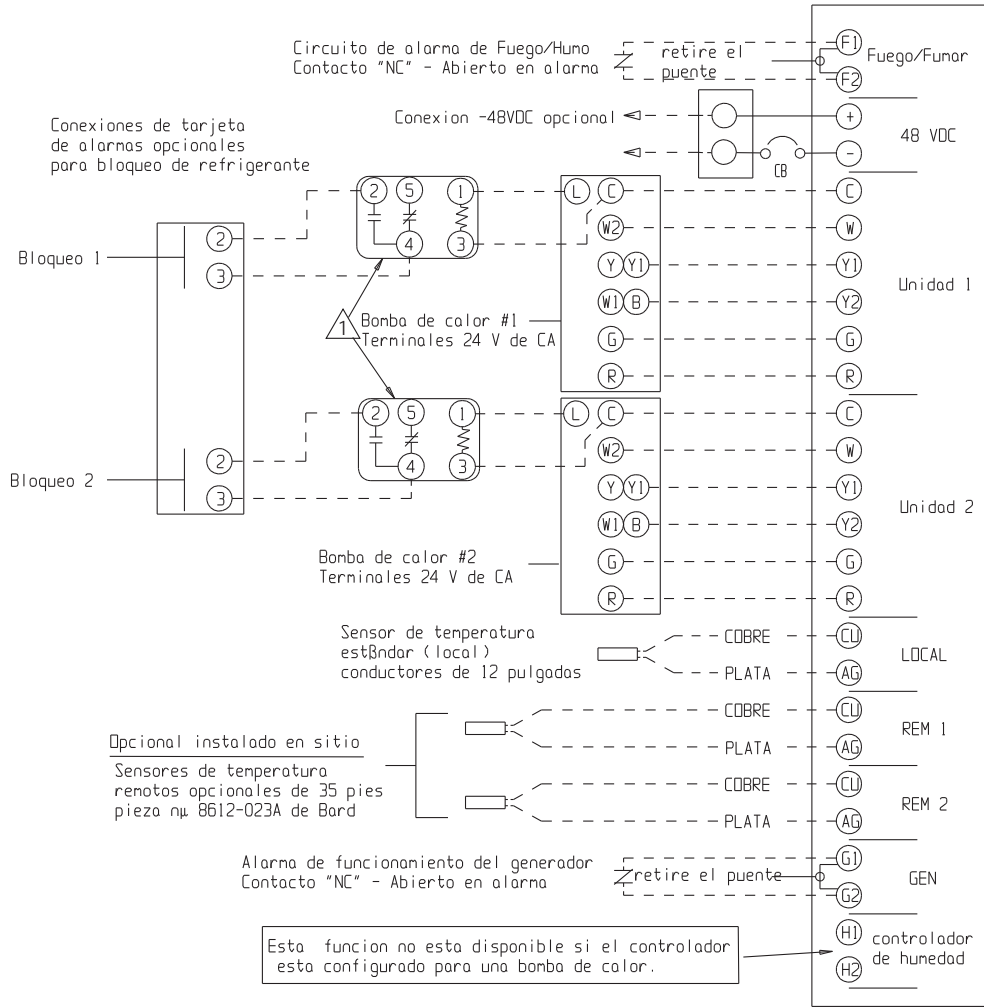 Circuito de alarma de Fuego/Humo
Contacto "NC" - Abierto en alarma
retire el
puente
F1
F2
Fuego/Fumar
Conexion -48VDC opcional
+
-
CB
48 VDC
Conexiones de tarjeta
de alarmas opcionales
para bloqueo de refrigerante
Bloqueo 1
2
3
2 5 1
4 3
1
Bomba de calor #1
Terminales 24 V de CA
L C
W2
Y Y1
W1 B
G
R
C
W
Y1
Y2
G
R
Unidad 1
Bloqueo 2
2
3
2 5 1
4 3
Bomba de calor #2
Terminales 24 V de CA
L C
W2
Y Y1
W1 B
G
R
C
W
Y1
Y2
G
R
Unidad 2
Sensor de temperatura
estßndar (local)
conductores de 12 pulgadas
COBRE CU
PLATA AG
LOCAL
Opcional instalado en sitio
Sensores de temperatura
remotos opcionales de 35 pies
pieza nµ 8612-023A de Bard
COBRE CU
PLATA AG
REM 1
COBRE CU
PLATA AG
REM 2
Alarma de funcionamiento del generador
Contacto "NC" - Abierto en alarma
retire el puente
G1
G2
GEN
Esta funcion no esta disponible si el controlador
esta configurado para una bomba de calor.
H1
H2
controlador
de humedad